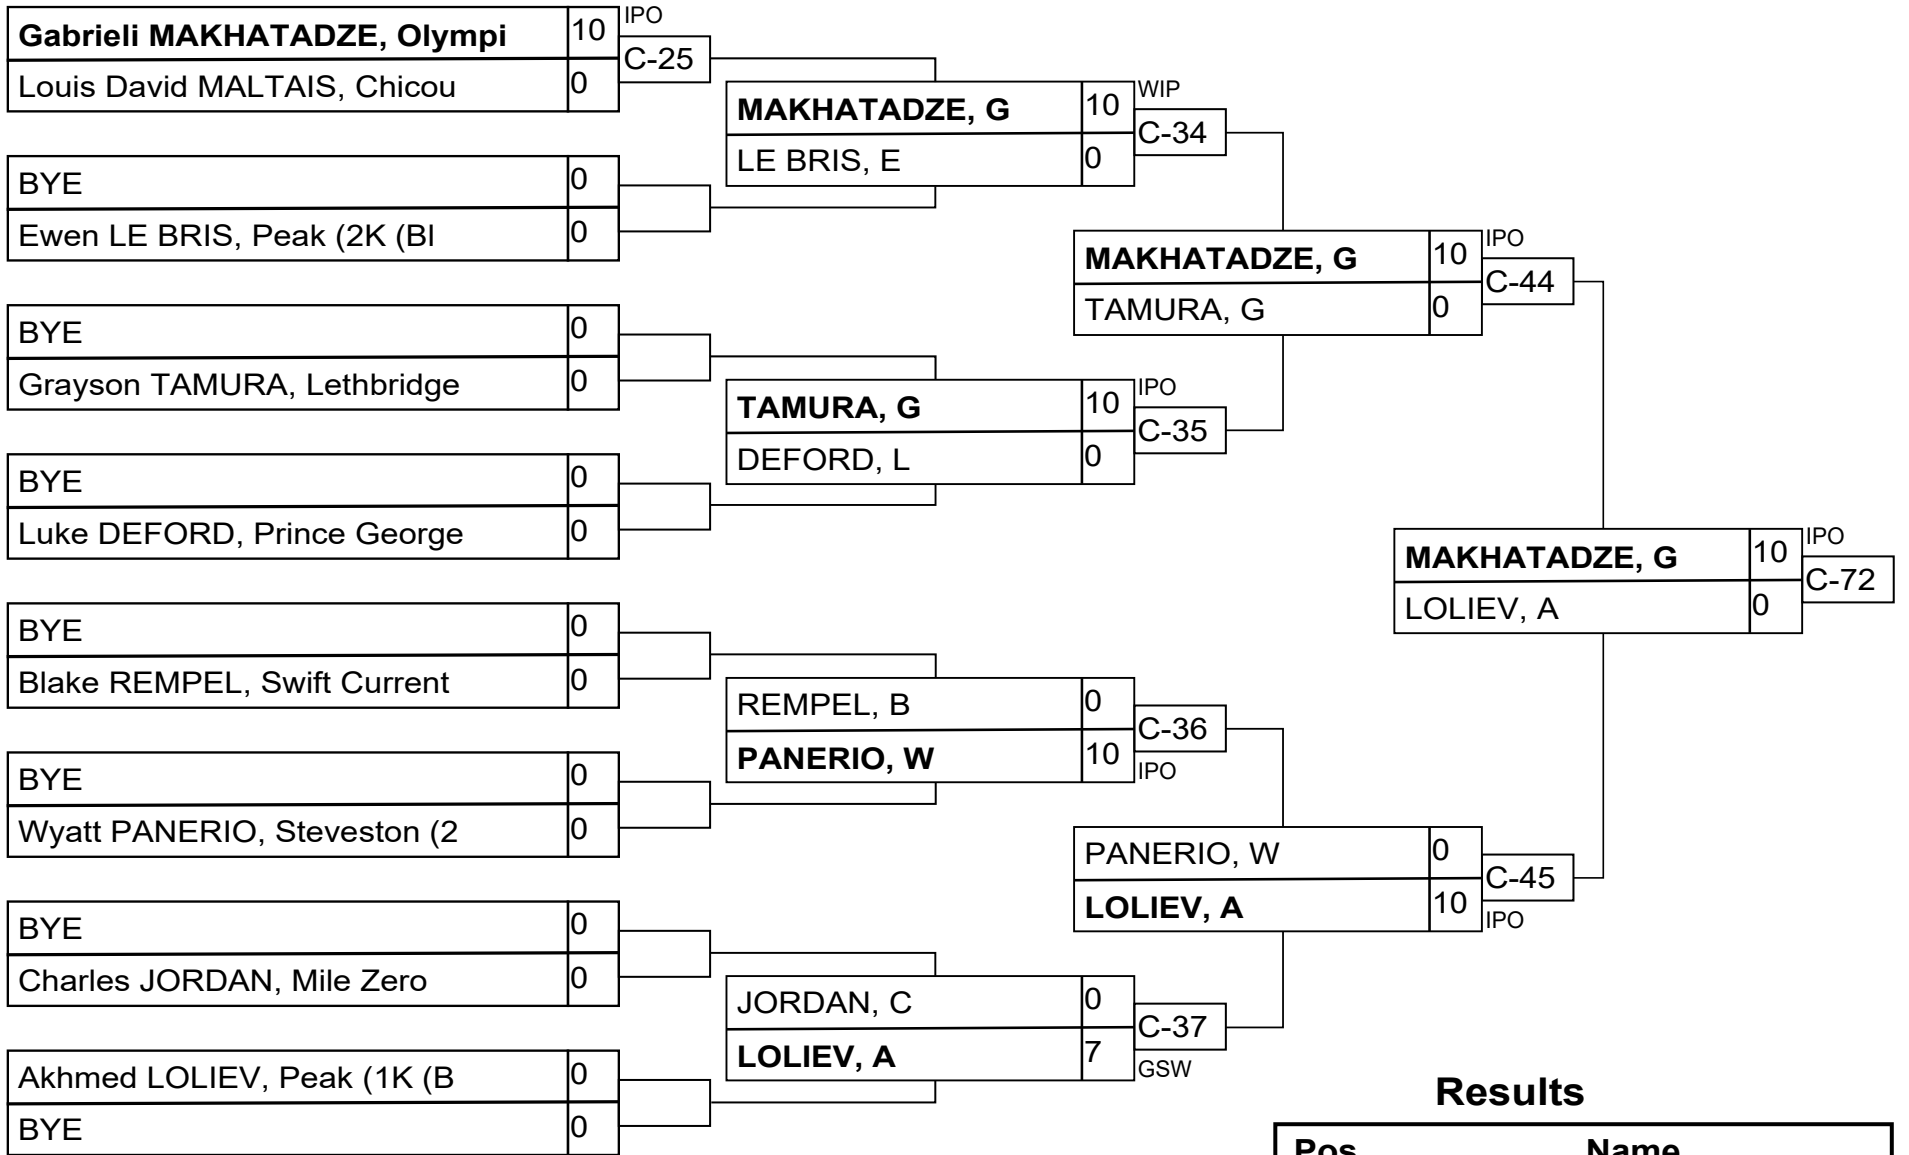 Gabrieli MAKHATADZE, Olympi 10 IPO
C-25
Louis David MALTAIS, Chicou 0
BYE 0
Ewen LE BRIS, Peak (2K (Bl 0
BYE 0
Grayson TAMURA, Lethbridge 0
BYE 0
Luke DEFORD, Prince George 0
BYE 0
Blake REMPEL, Swift Current 0
BYE 0
Wyatt PANERIO, Steveston (2 0
BYE 0
Charles JORDAN, Mile Zero 0
Akhmed LOLIEV, Peak (1K (B 0
BYE 0
MAKHATADZE, G 10 WIP
C-34
LE BRIS, E 0
TAMURA, G 10 IPO
C-35
DEFORD, L 0
REMPEL, B 0
C-36
PANERIO, W 10 IPO
JORDAN, C 0
C-37
LOLIEV, A 7 GSW
MAKHATADZE, G 10 IPO
C-44
TAMURA, G 0
PANERIO, W 0
C-45
LOLIEV, A 10 IPO
MAKHATADZE, G 10 IPO
C-72
LOLIEV, A 0
Results
Pos Name